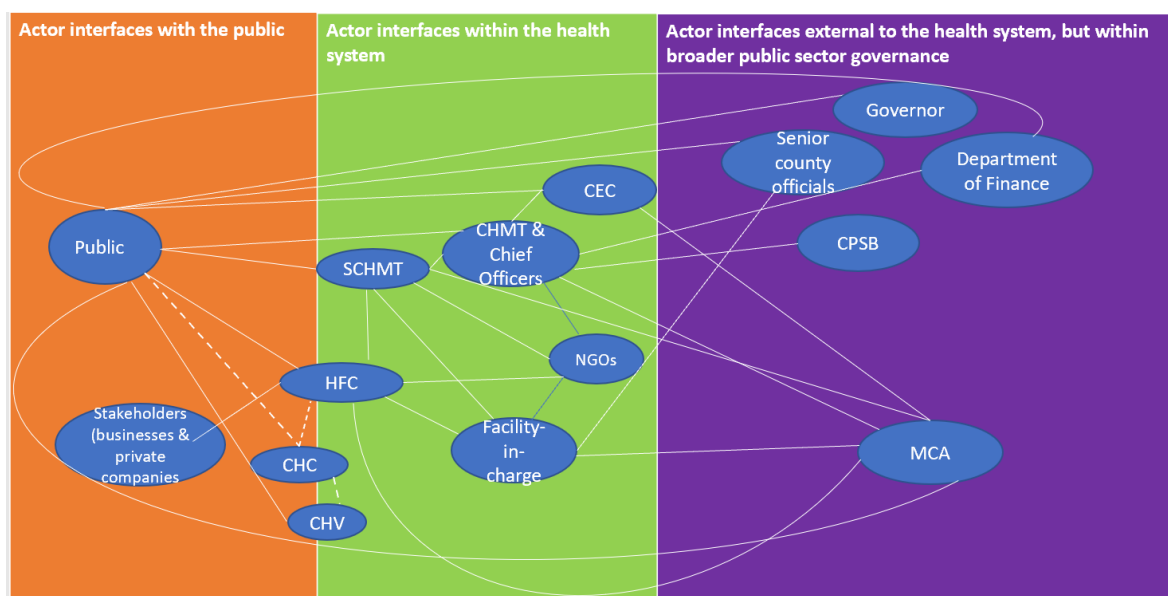 Actor interfaces with the public
Actor interfaces within the health
system
Actor interfaces external to the health system, but within
broader public sector governance
Governor
Senior
county
officials
Department
of Finance
CEC
Public
CHMT &
Chief
Officers
CPSB
SCHMT
NGOs
HFC
Stakeholders
(businesses &
private
companies
Facility-
in-
charge
MCA
CHC
CHV